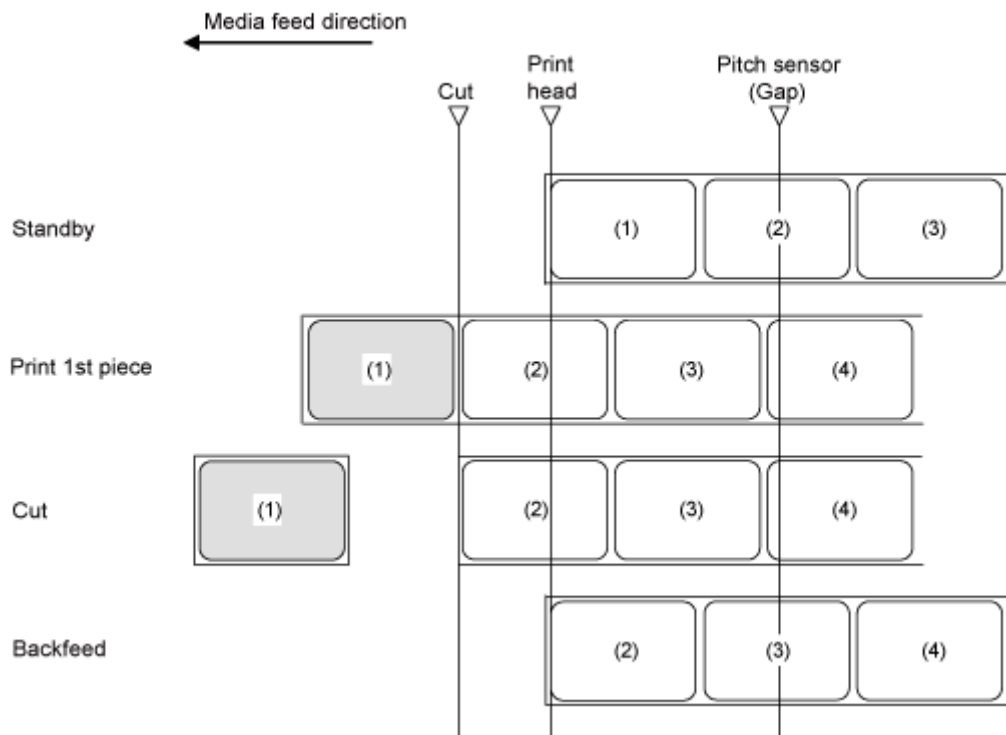 Media feed direction
Cut
Print
head
Pitch sensor
(Gap)
Standby
(1)
(2)
(3)
Print 1st piece
(1)
(2)
(3)
(4)
Cut
(1)
(2)
(3)
(4)
Backfeed
(2)
(3)
(4)